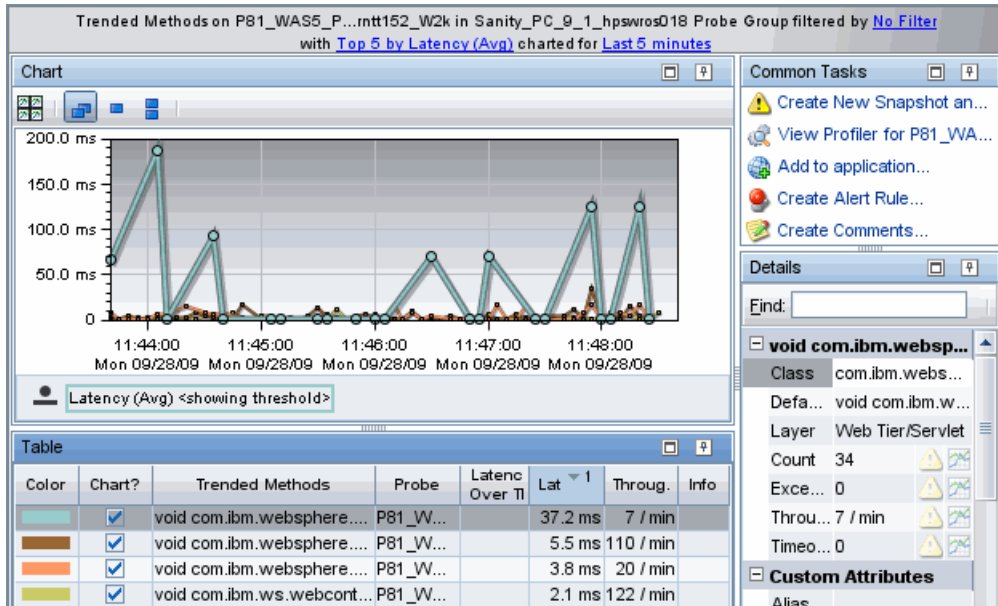 Trended Methods on P81_WAS5_P...rntt152_W2k in Sanity_PC_9_1_hpswros018 Probe Group filtered by No Filter
with Top 5 by Latency (Avg) charted for Last 5 minutes
Chart
200.0 ms
150.0 ms
100.0 ms
50.0 ms
0
11:44:00 11:45:00 11:46:00 11:47:00 11:48:00
Mon 09/28/09 Mon 09/28/09 Mon 09/28/09 Mon 09/28/09 Mon 09/28/09
Latency (Avg) <showing threshold>
Table
Color Chart? Trended Methods Probe Latenc Over Tl Lat 1 Throug. Info
void com.ibm.websphere.... P81_W... 37.2 ms 7 / min
void com.ibm.websphere.... P81_W... 5.5 ms 110 / min
void com.ibm.websphere.... P81_W... 3.8 ms 20 / min
void com.ibm.ws.webcont... P81_W... 2.1 ms 122 / min
Common Tasks
Create New Snapshot an...
View Profiler for P81_WA...
Add to application...
Create Alert Rule...
Create Comments...
Details
Find:
void com.ibm.websp...
Class com.ibm.webs...
Defa... void com.ibm.w...
Layer Web Tier/Servlet
Count 34
Exce... 0
Throu... 7 / min
Timeo... 0
Custom Attributes
Alias